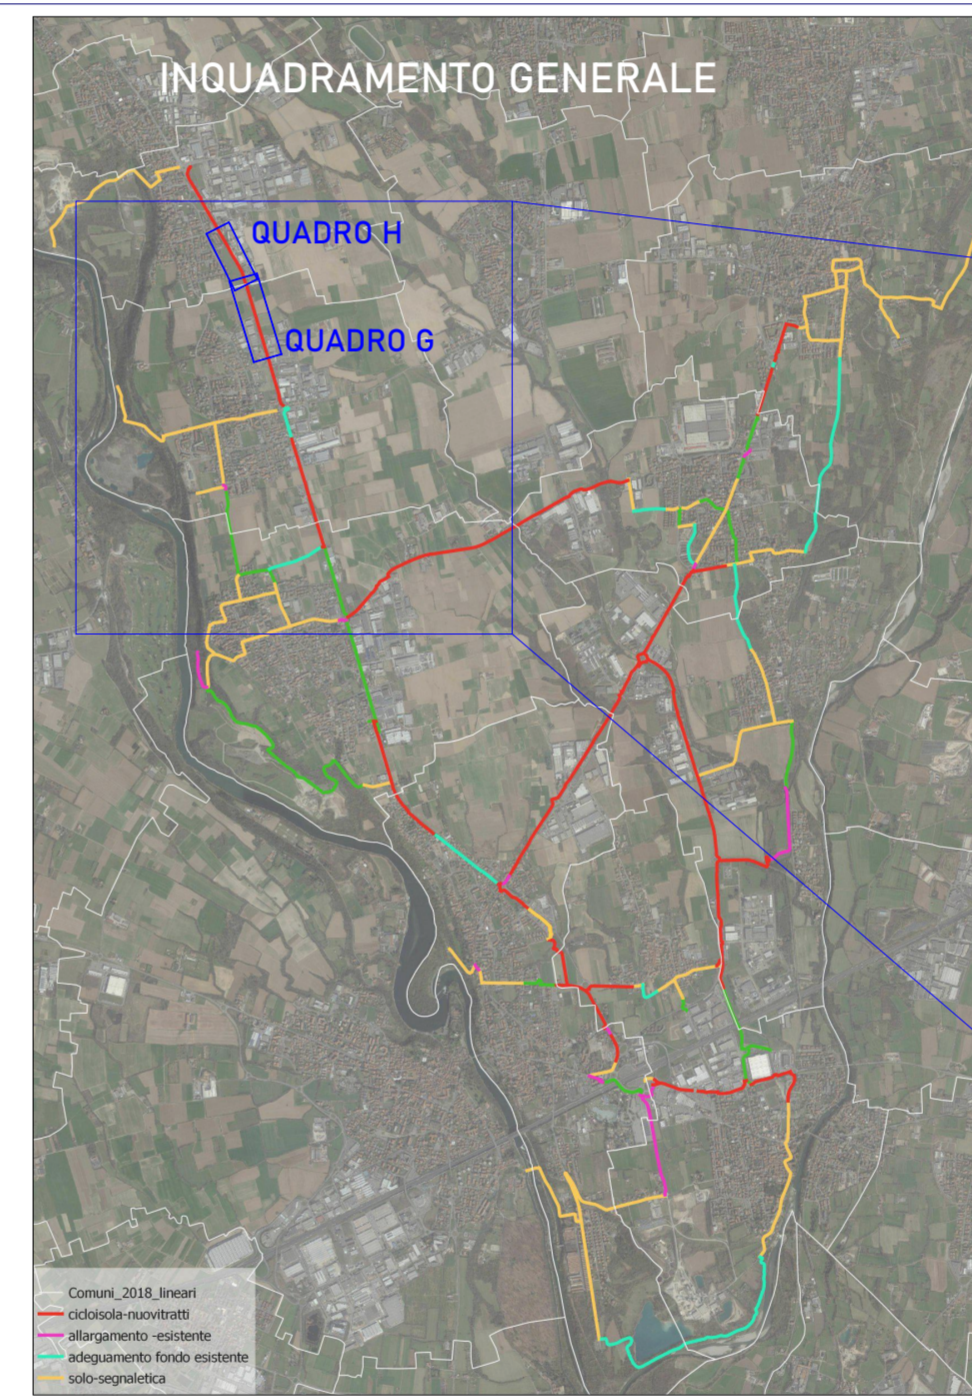 INQUADRAMENTO GENERALE
QUADRO H
QUADRO G
Comuni_2018_lineari
cicloisola-nuovitratti
allargamento -esistente
adeguamento fondo esistente
solo-segnaletica